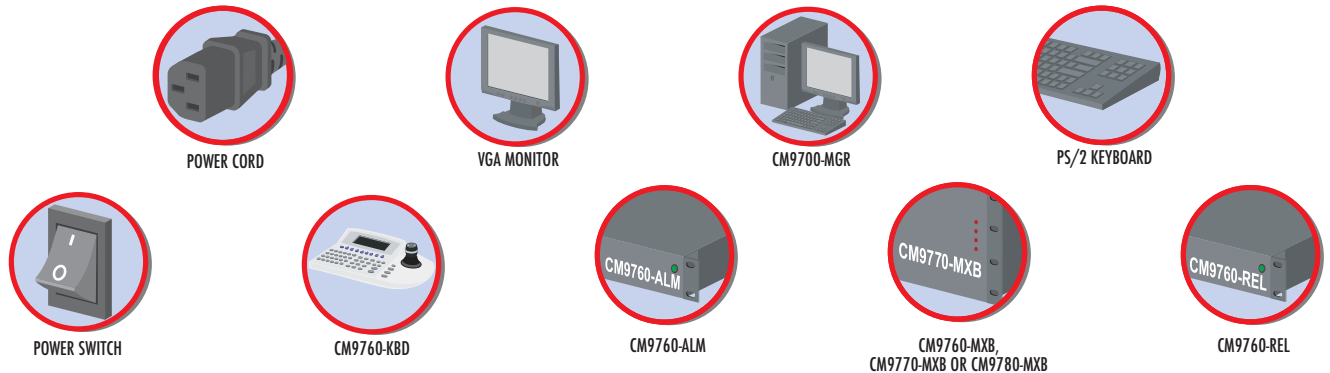 POWER CORD
VGA MONITOR
CM9700-MGR
PS/2 KEYBOARD
I
O
POWER SWITCH
CM9760-KBD
CM9760-ALM
CM9760-ALM
CM9770-MXB
CM9760-MXB,
CM9770-MXB OR CM9780-MXB
CM9760-REL
CM9760-REL